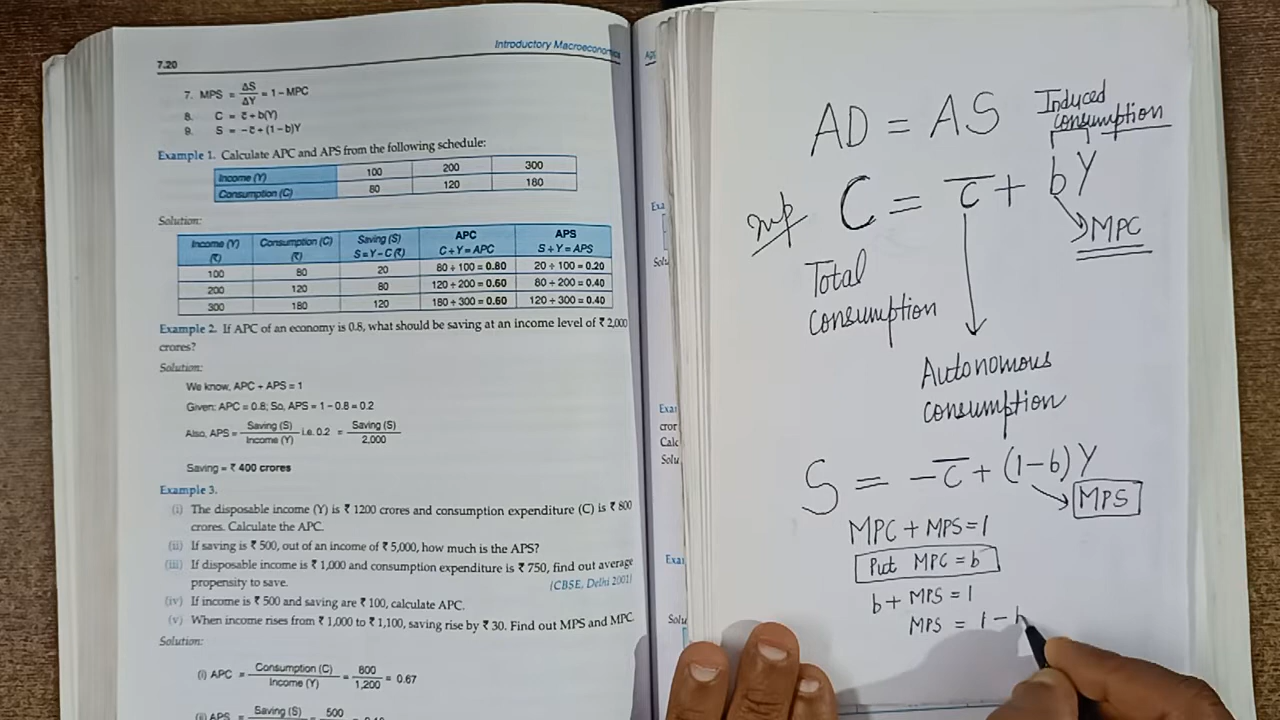 7.20
Introductory Macroeconomics
7. MPS = ΔS/ΔY = 1 – MPC
8. C = c̄ + b(Y)
9. S = –c̄ + (1–b)Y
Example 1. Calculate APC and APS from the following schedule:
Income (Y) 100 200 300
Consumption (C) 80 120 180
Solution:
Income (Y) (₹) Consumption (C) (₹) Saving (S) S = Y – C (₹) APC C ÷ Y = APC APS S ÷ Y = APS
100 80 20 80 ÷ 100 = 0.80 20 ÷ 100 = 0.20
200 120 80 120 ÷ 200 = 0.60 80 ÷ 200 = 0.40
300 180 120 180 ÷ 300 = 0.60 120 ÷ 300 = 0.40
Example 2. If APC of an economy is 0.8, what should be saving at an income level of ₹ 2,000
crores?
Solution:
We know, APC + APS = 1
Given: APC = 0.8; So, APS = 1 – 0.8 = 0.2
Also, APS = Saving (S)/Income (Y) i.e. 0.2 = Saving (S)/2,000
Saving = ₹ 400 crores
Example 3.
(i) The disposable income (Y) is ₹ 1200 crores and consumption expenditure (C) is ₹ 800
crores. Calculate the APC.
(ii) If saving is ₹ 500, out of an income of ₹ 5,000, how much is the APS?
(iii) If disposable income is ₹ 1,000 and consumption expenditure is ₹ 750, find out average
propensity to save. (CBSE, Delhi 2001)
(iv) If income is ₹ 500 and saving are ₹ 100, calculate APC.
(v) When income rises from ₹ 1,000 to ₹ 1,100, saving rise by ₹ 30. Find out MPS and MPC.
Solution:
(i) APC = Consumption (C)/Income (Y) = 800/1,200 = 0.67
(ii) APS = Saving (S) = 500
Solu
Exa
cror
Calc
Solu
Exa
Solu
AD = AS
Induced
consumption
Imp C = c̄ + bY
MPC
Total
consumption
Autonomous
consumption
S = –c̄ + (1–b)Y
MPS
MPC + MPS = 1
Put MPC = b
b + MPS = 1
MPS = 1 – b